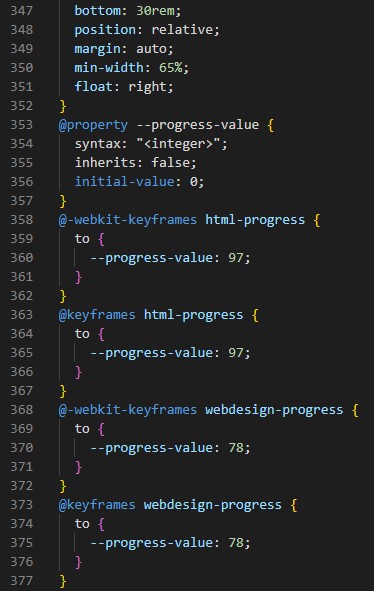 347 bottom: 30rem;
348 position: relative;
349 margin: auto;
350 min-width: 65%;
351 float: right;
352 }
353 @property --progress-value {
354 syntax: "<integer>";
355 inherits: false;
356 initial-value: 0;
357 }
358 @-webkit-keyframes html-progress {
359 to {
360 --progress-value: 97;
361 }
362 }
363 @keyframes html-progress {
364 to {
365 --progress-value: 97;
366 }
367 }
368 @-webkit-keyframes webdesign-progress {
369 to {
370 --progress-value: 78;
371 }
372 }
373 @keyframes webdesign-progress {
374 to {
375 --progress-value: 78;
376 }
377 }